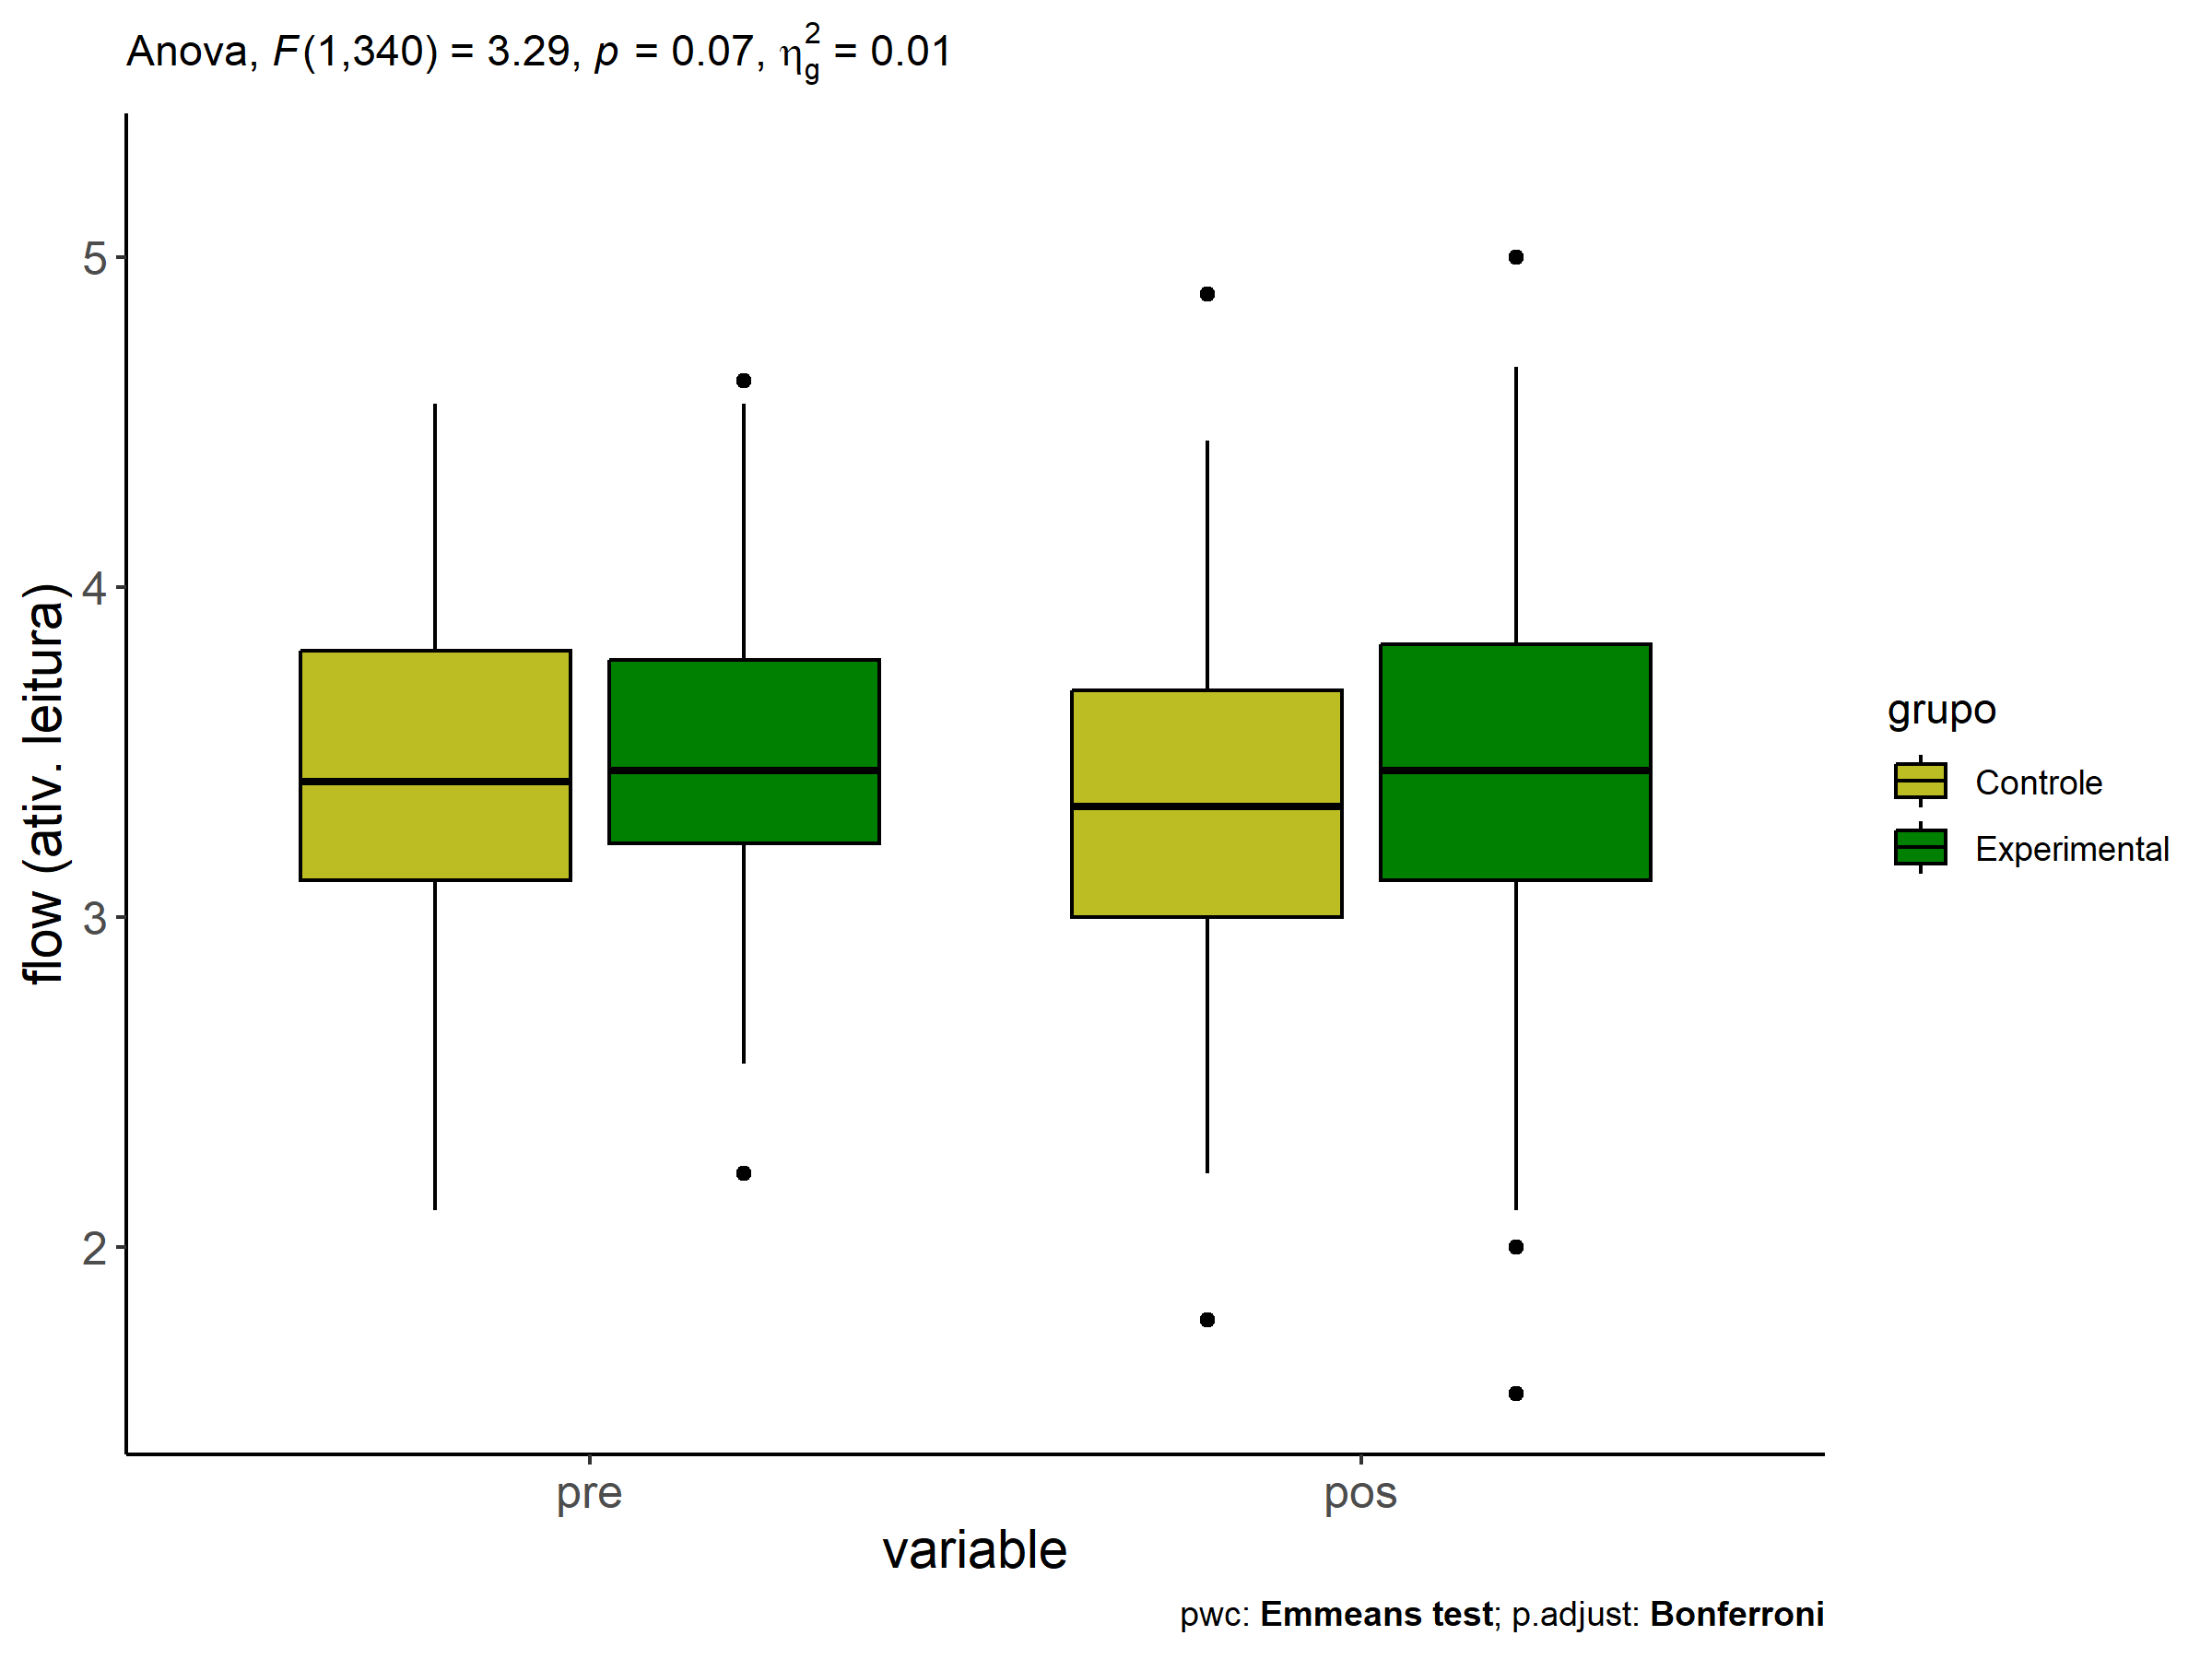 Anova, F(1,340) = 3.29, p = 0.07, η²g = 0.01
flow (ativ. leitura)
5
4
3
2
pre
pos
variable
grupo
Controle
Experimental
pwc: Emmeans test; p.adjust: Bonferroni